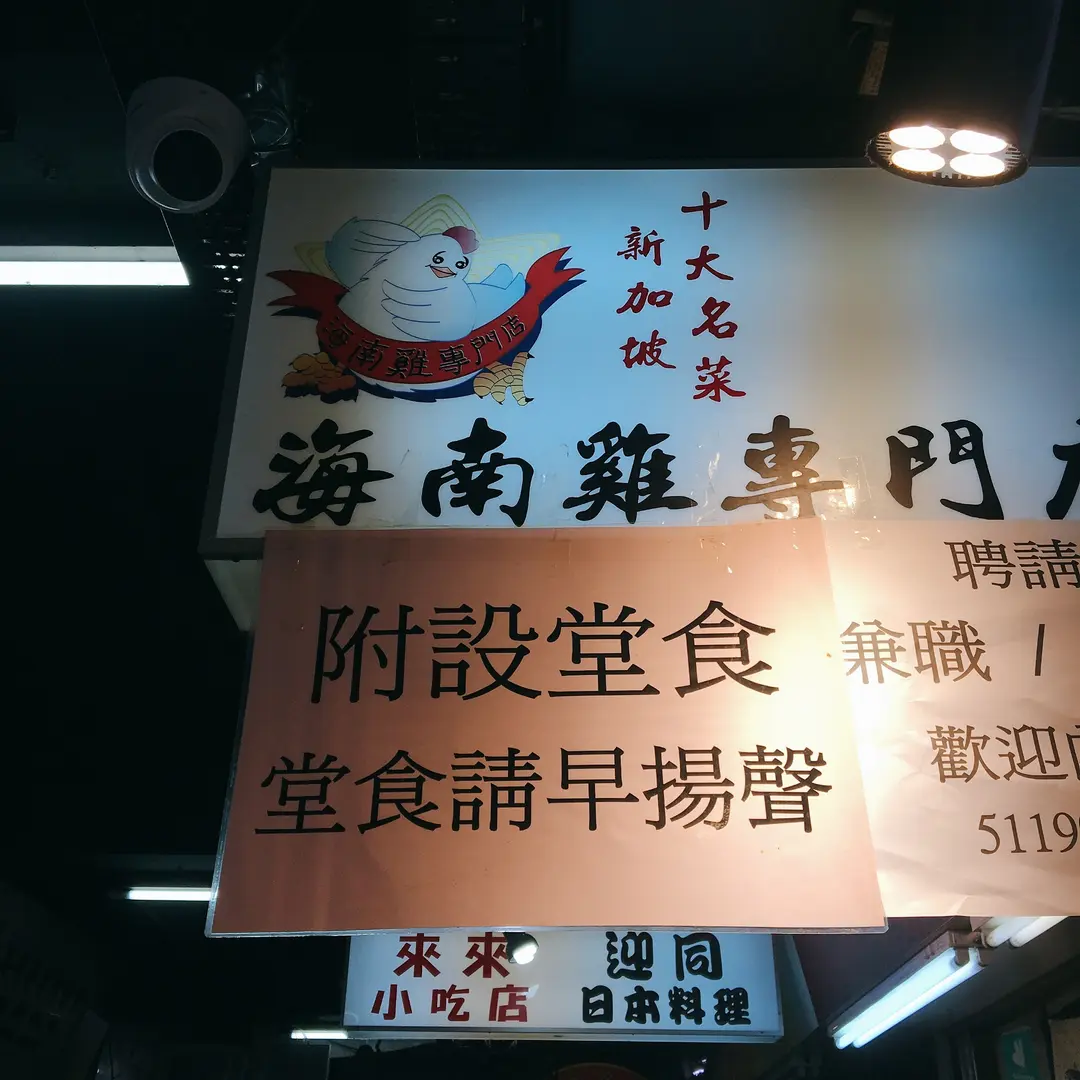 新加坡
十大名菜
海南雞專門店
海南雞專門
附設堂食
堂食請早揚聲
聘請
兼職 /
歡迎
5119
來來
小吃店
迎同
日本料理